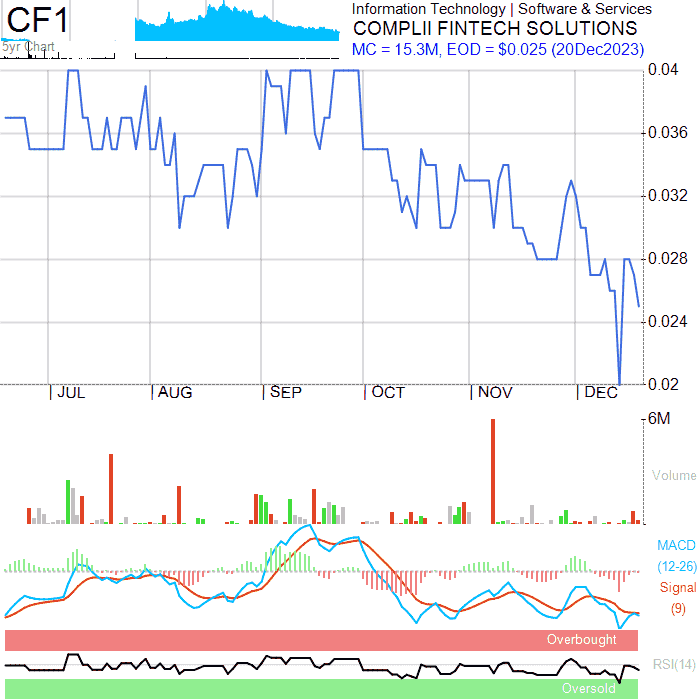 CF1
Information Technology | Software & Services
COMPLII FINTECH SOLUTIONS
MC = 15.3M, EOD = $0.025 (20Dec2023)
5yr Chart
0.04
0.036
0.032
0.028
0.024
0.02
JUL AUG SEP OCT NOV DEC
6M
Volume
MACD
(12-26)
Signal
(9)
Overbought
RSI(14)
Oversold